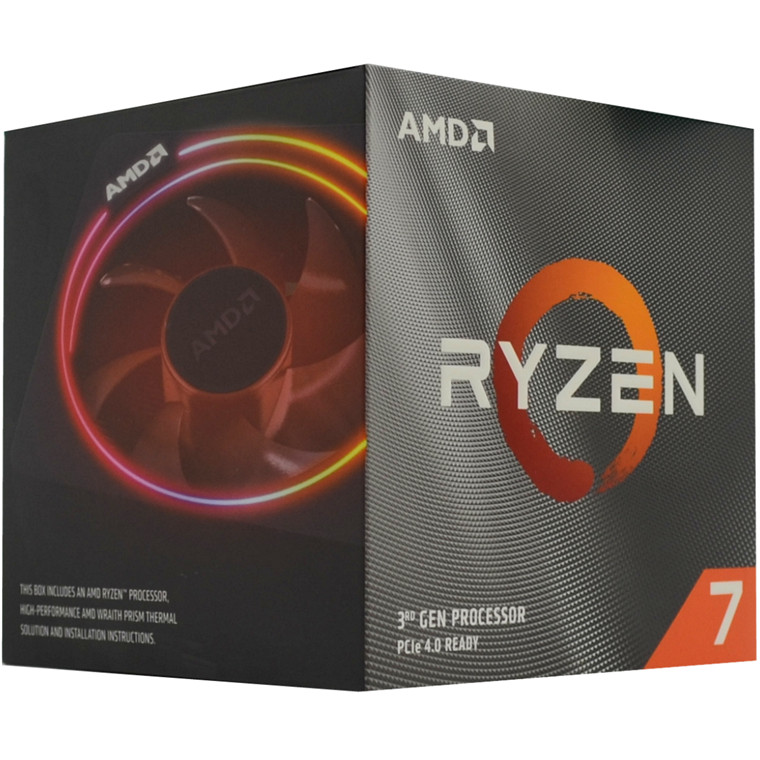 AMD
AMD
THIS BOX INCLUDES AN AMD RYZEN™ PROCESSOR,
HIGH-PERFORMANCE AMD WRAITH PRISM THERMAL
SOLUTION AND INSTALLATION INSTRUCTIONS.
AMD
RYZEN
3RD GEN PROCESSOR
PCIe 4.0 READY
7